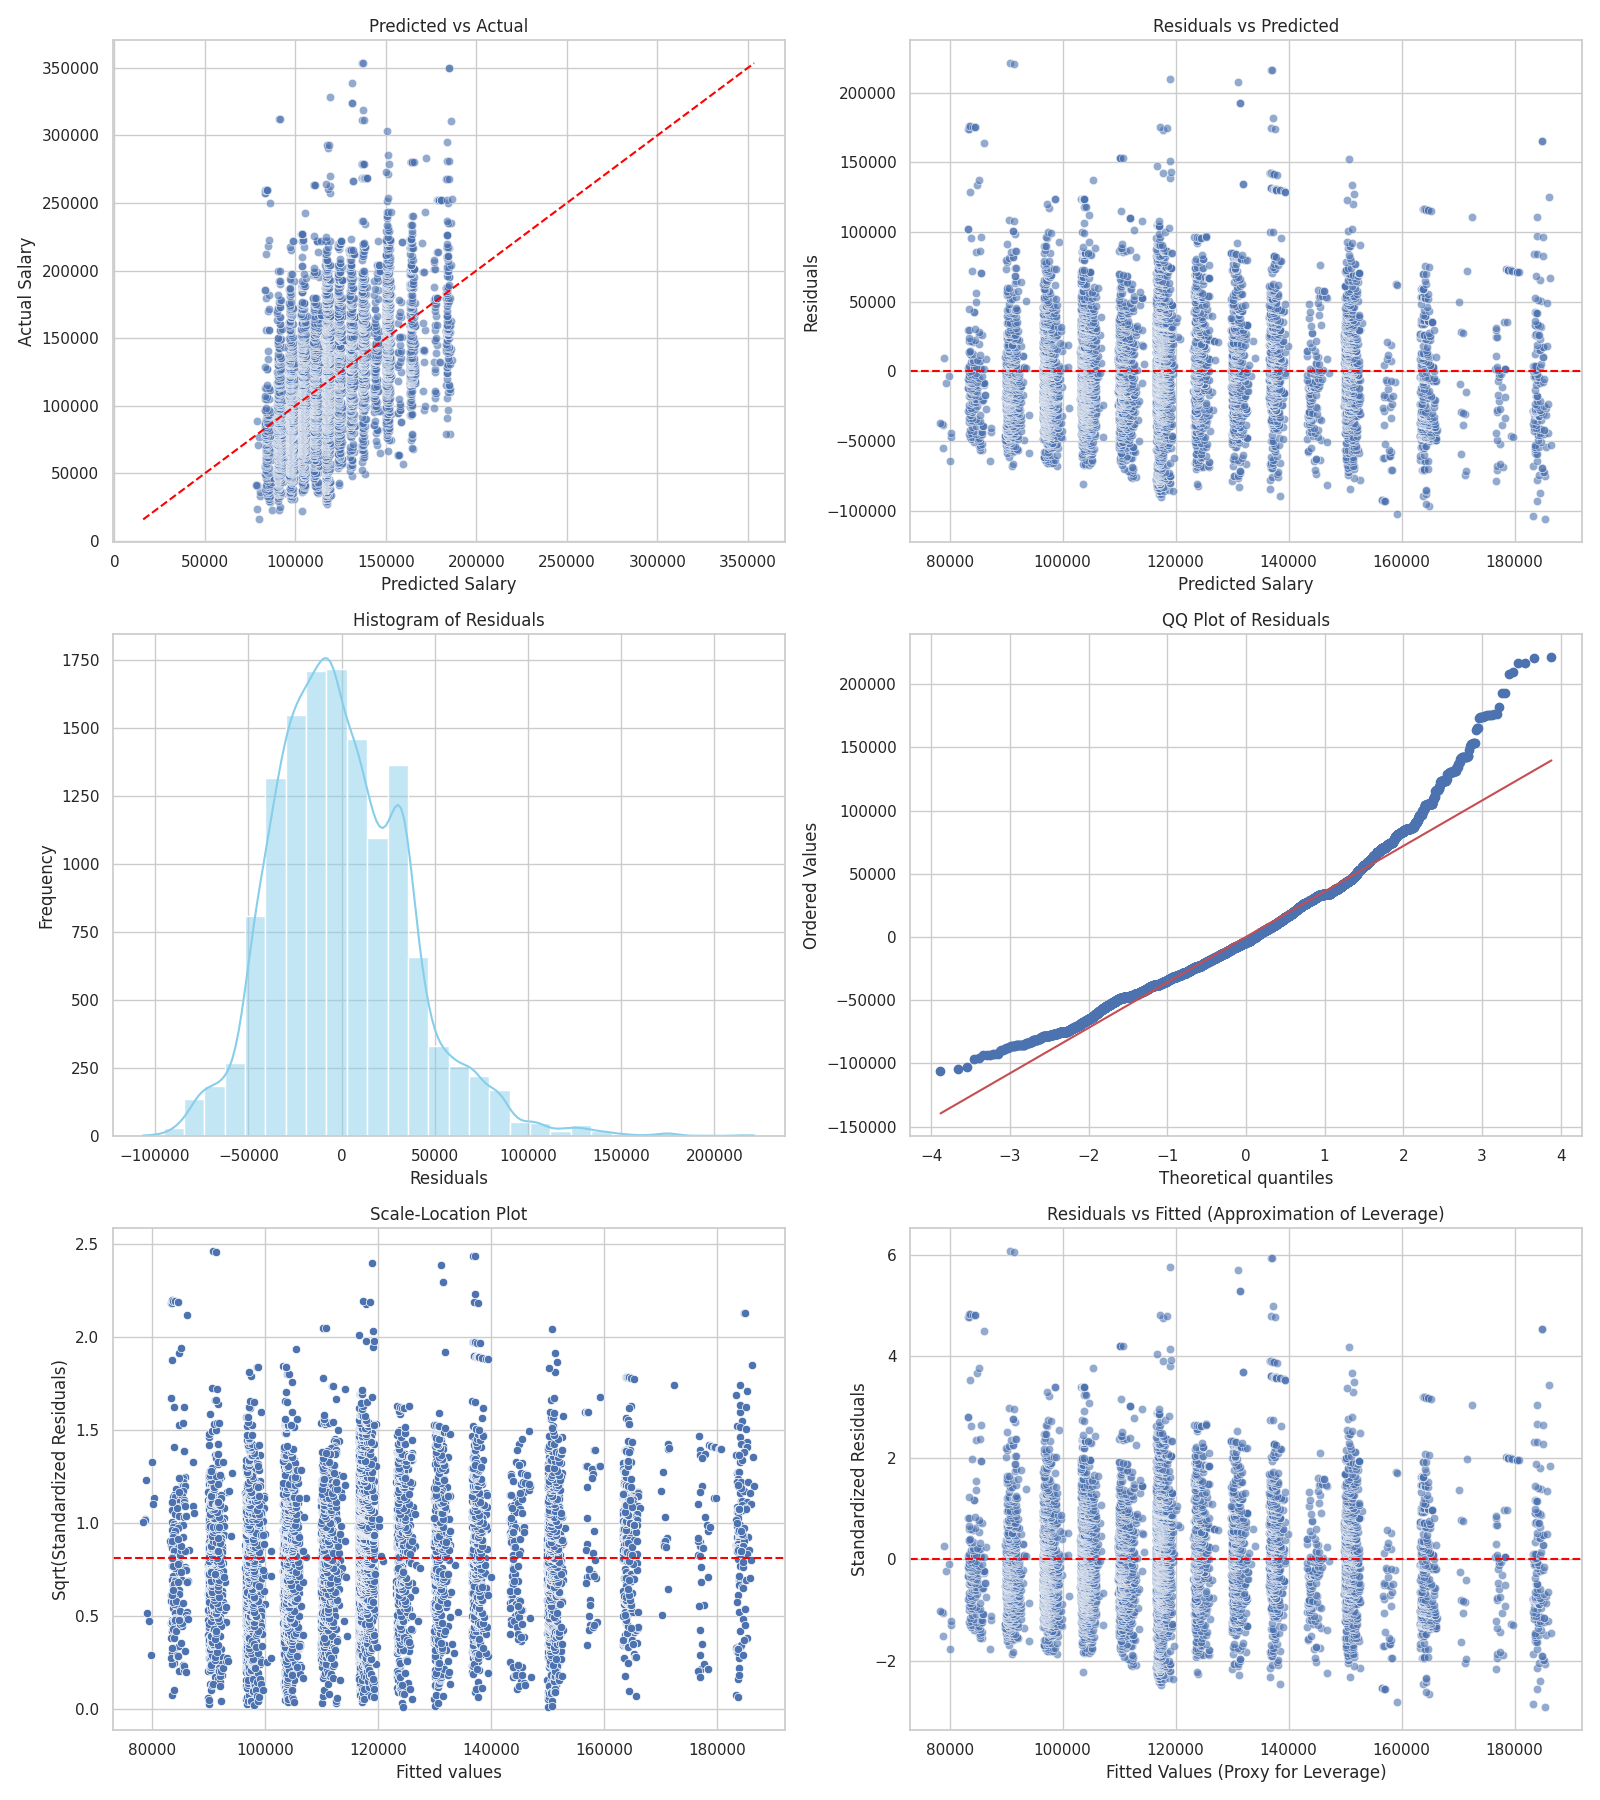 Predicted vs Actual
Actual Salary
350000
300000
250000
200000
150000
100000
50000
0
0 50000 100000 150000 200000 250000 300000 350000
Predicted Salary
Residuals vs Predicted
Residuals
200000
150000
100000
50000
0
−50000
−100000
80000 100000 120000 140000 160000 180000
Predicted Salary
Histogram of Residuals
Frequency
1750
1500
1250
1000
750
500
250
0
−100000 −50000 0 50000 100000 150000 200000
Residuals
QQ Plot of Residuals
Ordered Values
200000
150000
100000
50000
0
−50000
−100000
−150000
−4 −3 −2 −1 0 1 2 3 4
Theoretical quantiles
Scale-Location Plot
Sqrt(Standardized Residuals)
2.5
2.0
1.5
1.0
0.5
0.0
80000 100000 120000 140000 160000 180000
Fitted values
Residuals vs Fitted (Approximation of Leverage)
Standardized Residuals
6
4
2
0
−2
80000 100000 120000 140000 160000 180000
Fitted Values (Proxy for Leverage)